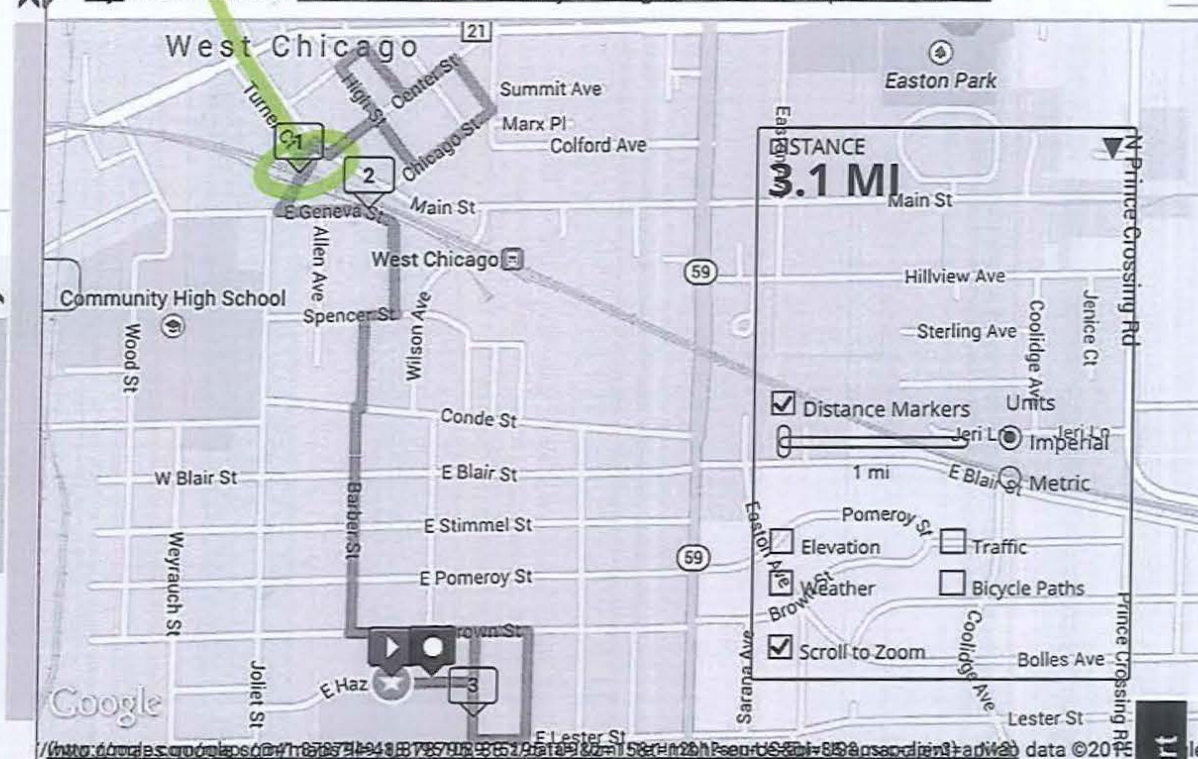 West Chicago
21
Easton Park
Summit Ave
High St
Center St
Marx Pl
Colford Ave
Chicago St
1
2
DISTANCE
3.1 MI
N Prince Crossing Rd
Main St
Main St
E Geneva St
Allen Ave
West Chicago
59
Hillview Ave
Community High School
Spencer St
Wilson Ave
Wood St
Sterling Ave
Coolidge Ave
Jenice Ct
Distance Markers
Units
Imperial
Jeri Ln
1 mi
Metric
Conde St
W Blair St
E Blair St
E Blair St
Barber St
E Stimmel St
Weyrauch St
E Pomeroy St
59
Easton Ave
Pomeroy St
Elevation
Traffic
Weather
Bicycle Paths
Brown St
Scroll to Zoom
Coolidge Ave
Bolles Ave
Prince Crossing Rd
Sarana Ave
Joliet St
E Haz
3
Google
E Lester St
Lester St
data ©2015